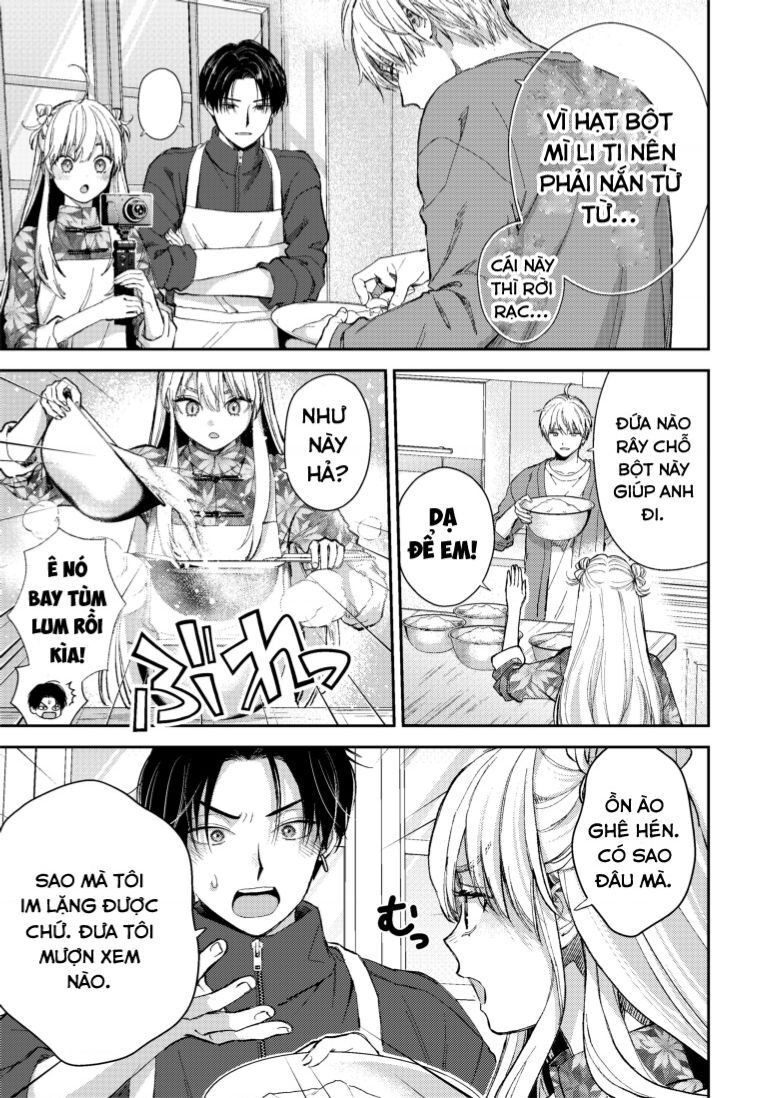 VÌ HẠT BỘT
MÌ LI TI NÊN
PHẢI NẮN TỪ
TỪ...
CÁI NÀY
THÌ RỜI
RẠC...
ĐỨA NÀO
RÂY CHỖ
BỘT NÀY
GIÚP ANH
ĐI.
DẠ
ĐỂ EM!
NHƯ
NÀY
HẢ?
Ê NÓ
BAY TÙM
LUM RỒI
KÌA!
ぶれっ
ỒN ÀO
GHÊ HÉN.
CÓ SAO
ĐÂU MÀ.
むっ
SAO MÀ TÔI
IM LẶNG ĐƯỢC
CHỨ. ĐƯA TÔI
MƯỢN XEM
NÀO.